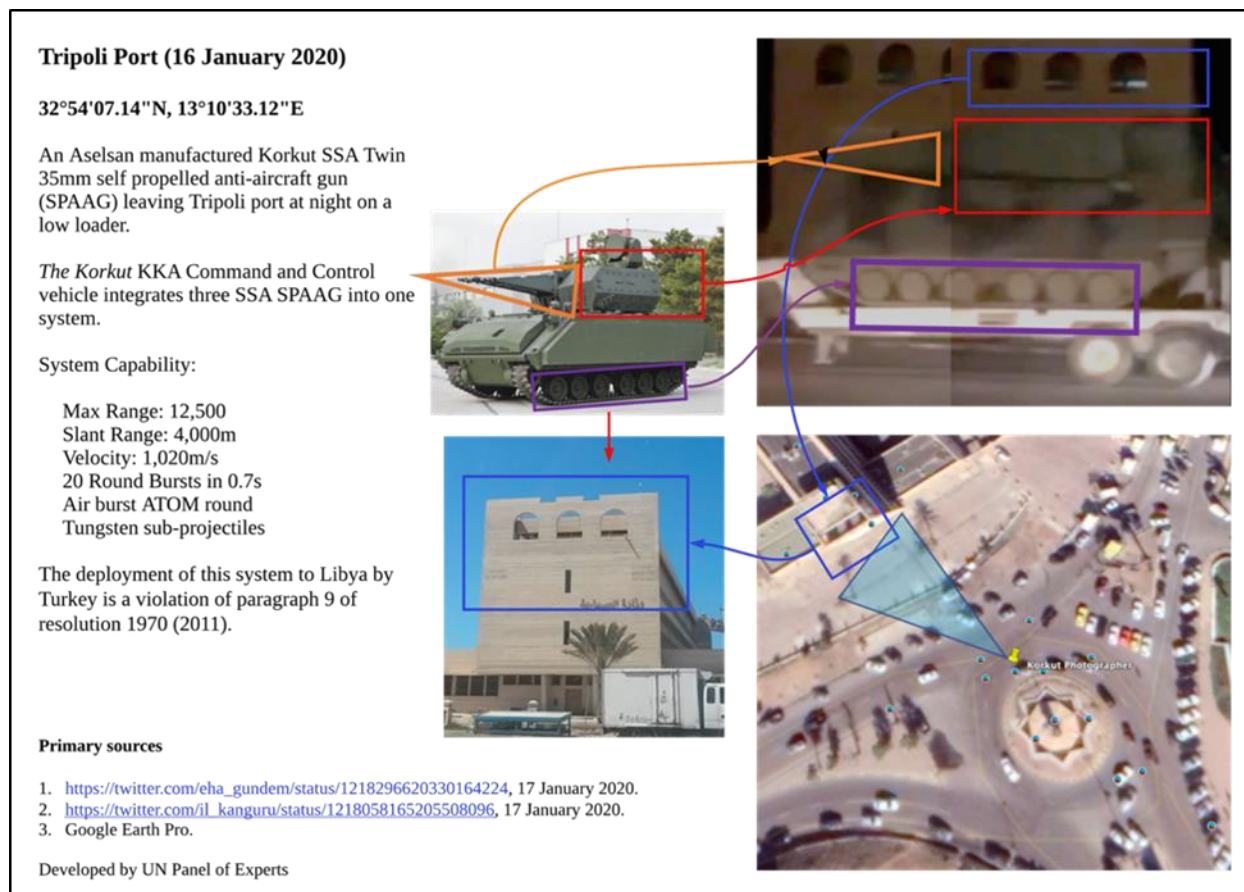 Tripoli Port (16 January 2020)
32°54'07.14"N, 13°10'33.12"E
An Aselsan manufactured Korkut SSA Twin
35mm self propelled anti-aircraft gun
(SPAAG) leaving Tripoli port at night on a
low loader.
The Korkut KKA Command and Control
vehicle integrates three SSA SPAAG into one
system.
System Capability:
Max Range: 12,500
Slant Range: 4,000m
Velocity: 1,020m/s
20 Round Bursts in 0.7s
Air burst ATOM round
Tungsten sub-projectiles
The deployment of this system to Libya by
Turkey is a violation of paragraph 9 of
resolution 1970 (2011).
Korkut Photographer
Primary sources
1. https://twitter.com/eha_gundem/status/1218296620330164224, 17 January 2020.
2. https://twitter.com/il_kanguru/status/1218058165205508096, 17 January 2020.
3. Google Earth Pro.
Developed by UN Panel of Experts